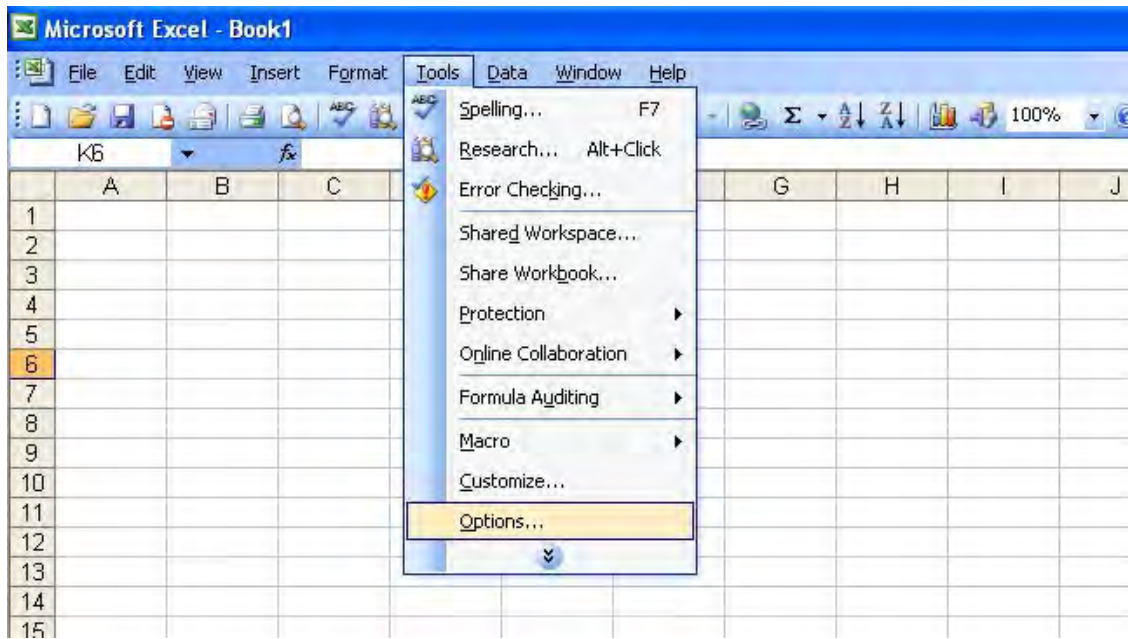 Microsoft Excel - Book1
File Edit View Insert Format Tools Data Window Help
ABC ABC Spelling... F7 Σ A Z Z A 100%
K6 fx Research... Alt+Click
A B C Error Checking... G H I J
1
2 Shared Workspace...
3 Share Workbook...
4 Protection
5 Online Collaboration
6
7 Formula Auditing
8
9 Macro
10 Customize...
11 Options...
12
13
14
15